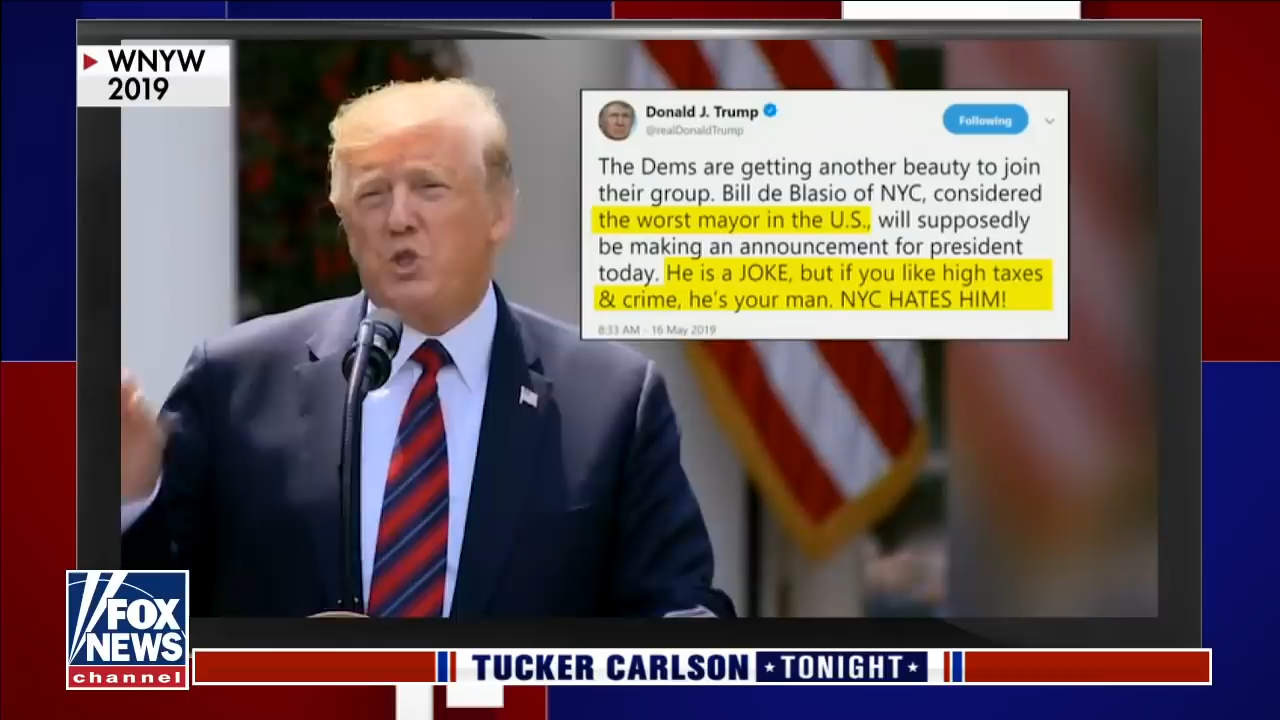 WNYW
2019
Donald J. Trump
@realDonaldTrump
Following
The Dems are getting another beauty to join
their group. Bill de Blasio of NYC, considered
the worst mayor in the U.S., will supposedly
be making an announcement for president
today. He is a JOKE, but if you like high taxes
& crime, he's your man. NYC HATES HIM!
8:33 AM - 16 May 2019
FOX
NEWS
channel
TUCKER CARLSON TONIGHT